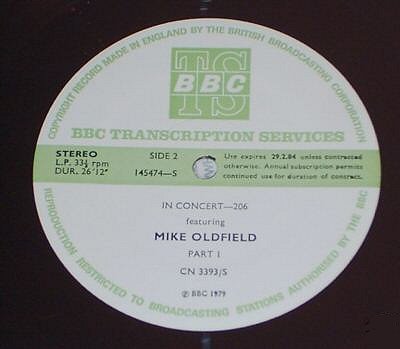 COPYRIGHT RECORD MADE IN ENGLAND BY THE BRITISH BROADCASTING CORPORATION
TS
BBC
BBC TRANSCRIPTION SERVICES
STEREO
L.P. 33⅓ rpm
DUR. 26'12"
SIDE 2
145474—S
Use expires 29.2.84 unless contracted
otherwise. Annual subscription permits
continued use for duration of contract.
IN CONCERT—206
featuring
MIKE OLDFIELD
PART 1
CN 3393/S
℗ BBC 1979
REPRODUCTION RESTRICTED TO BROADCASTING STATIONS AUTHORISED BY THE BBC